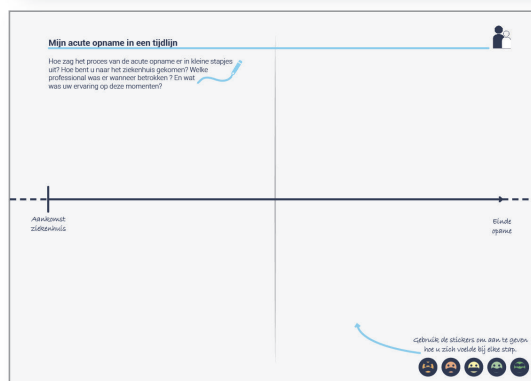 Mijn acute opname in een tijdlijn
Hoe zag het proces van de acute opname er in kleine stapjes
uit? Hoe bent u naar het ziekenhuis gekomen? Welke
professional was er wanneer betrokken ? En wat
was uw ervaring op deze momenten?
Aankomst
ziekenhuis
Einde
opame
Gebruik de stickers om aan te geven
hoe u zich voelde bij elke stap.